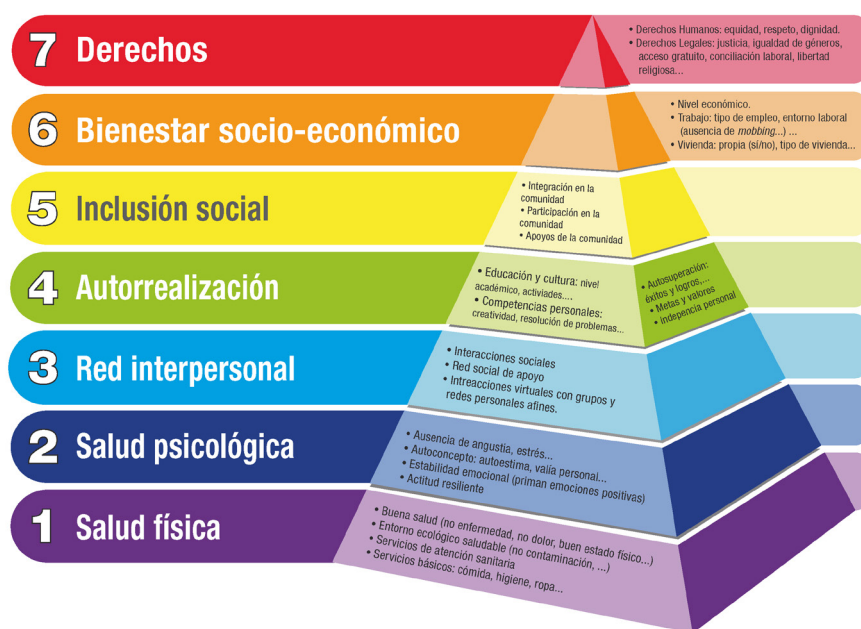 7 Derechos
• Derechos Humanos: equidad, respeto, dignidad.
• Derechos Legales: justicia, igualdad de géneros,
acceso gratuito, conciliación laboral, libertad
religiosa...
6 Bienestar socio-económico
• Nivel económico.
• Trabajo: tipo de empleo, entorno laboral
(ausencia de mobbing...) ...
• Vivienda: propia (sí/no), tipo de vivienda...
5 Inclusión social
• Integración en la
comunidad
• Participación en la
comunidad
• Apoyos de la comunidad
4 Autorrealización
• Educación y cultura: nivel
académico, activiades....
• Competencias personales:
creatividad, resolución de problemas...
• Autosuperación:
éxitos y logros,...
• Metas y valores
• Indepencia personal
3 Red interpersonal
• Interacciones sociales
• Red social de apoyo
• Intreacciones virtuales con grupos y
redes personales afines.
2 Salud psicológica
• Ausencia de angustia, estrés...
• Autoconcepto: autoestima, valía personal...
• Estabilidad emocional (priman emociones positivas)
• Actitud resiliente
1 Salud física
• Buena salud (no enfermedad, no dolor, buen estado físico...)
• Entorno ecológico saludable (no contaminación, ...)
• Servicios de atención sanitaria
• Servicios básicos: cómida, higiene, ropa...